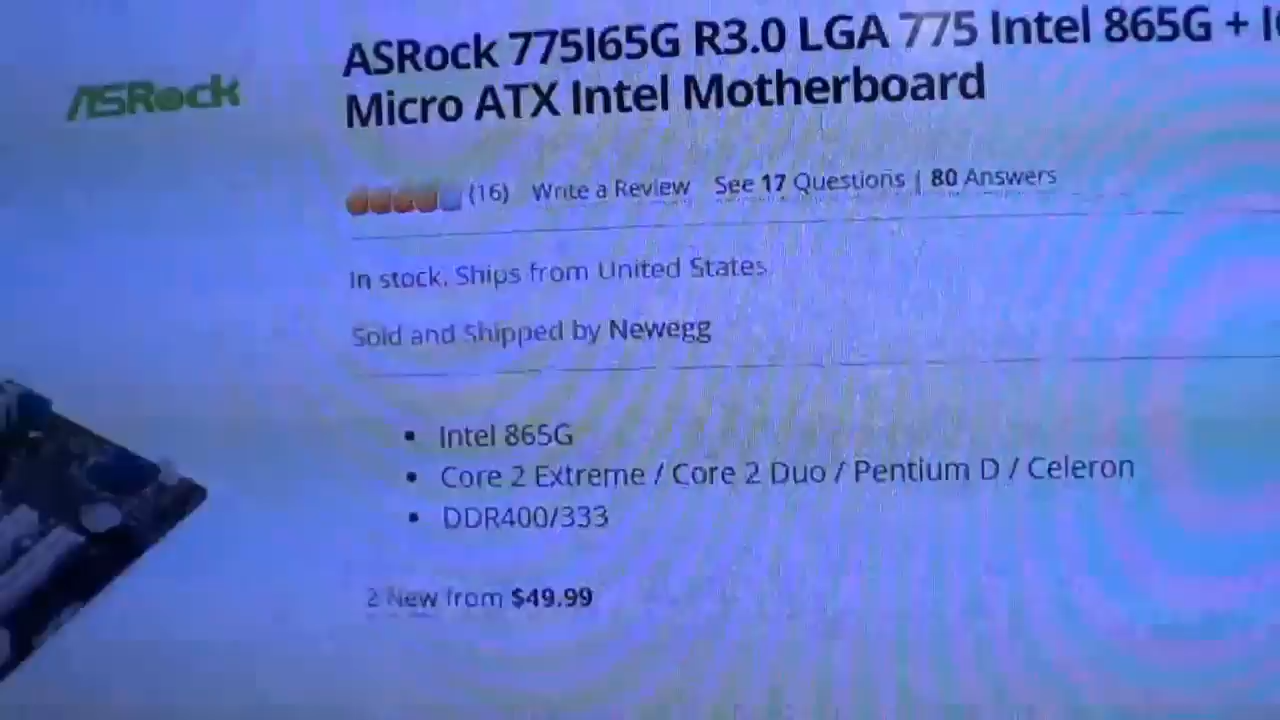 ASRock 775I65G R3.0 LGA 775 Intel 865G +
Micro ATX Intel Motherboard
ASRock
(16) Write a Review See 17 Questions | 80 Answers
In stock. Ships from United States.
Sold and Shipped by Newegg
Intel 865G
Core 2 Extreme / Core 2 Duo / Pentium D / Celeron
DDR400/333
2 New from $49.99